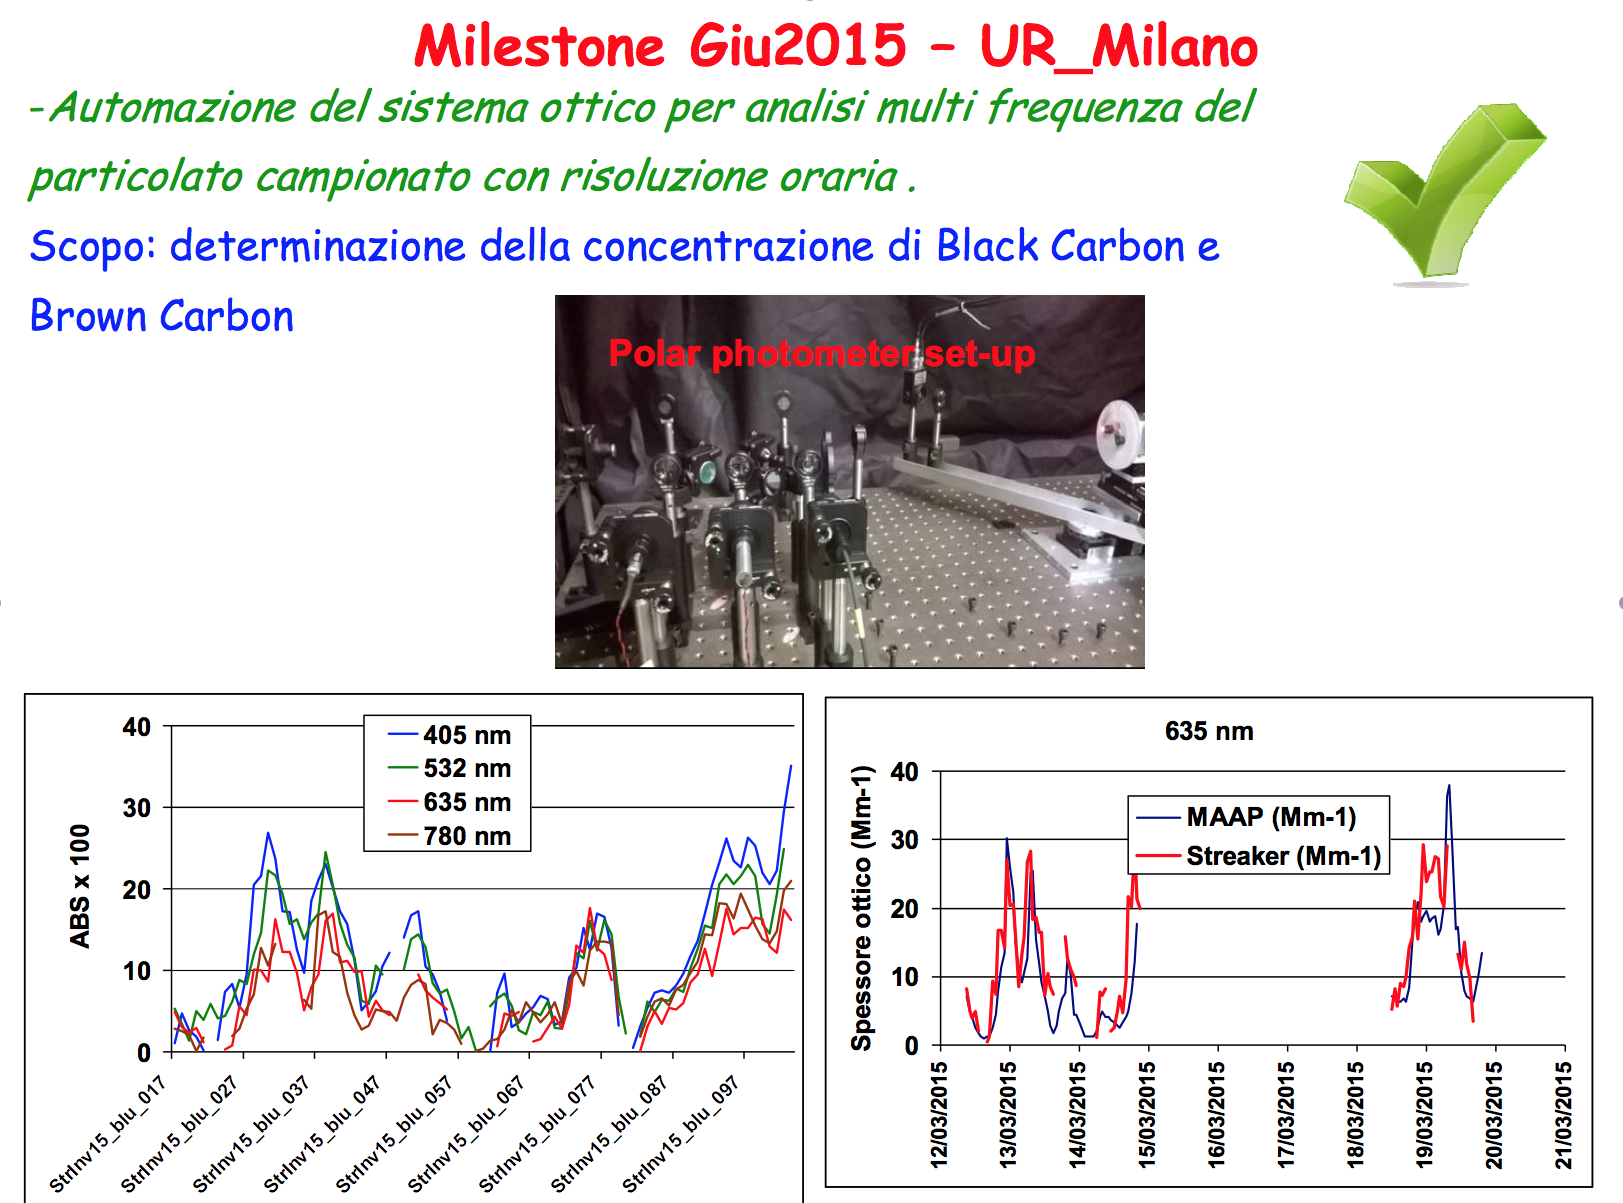 Milestone Giu2015 – UR_Milano
-Automazione del sistema ottico per analisi multi frequenza del
particolato campionato con risoluzione oraria .
Scopo: determinazione della concentrazione di Black Carbon e
Brown Carbon
Polar photometer set-up
40
30
20
10
0
ABS x 100
405 nm
532 nm
635 nm
780 nm
StrInv15_blu_017
StrInv15_blu_027
StrInv15_blu_037
StrInv15_blu_047
StrInv15_blu_057
StrInv15_blu_067
StrInv15_blu_077
StrInv15_blu_087
StrInv15_blu_097
635 nm
Spessore ottico (Mm-1)
40
30
20
10
0
MAAP (Mm-1)
Streaker (Mm-1)
12/03/2015
13/03/2015
14/03/2015
15/03/2015
16/03/2015
17/03/2015
18/03/2015
19/03/2015
20/03/2015
21/03/2015